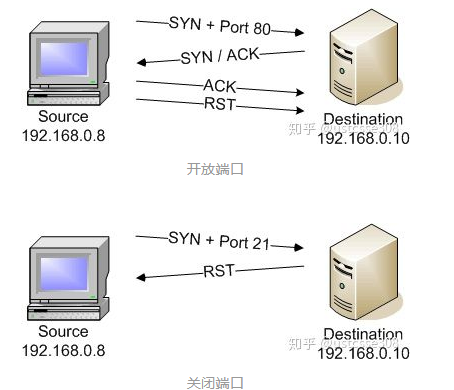 SYN + Port 80
SYN / ACK
ACK
RST
Source
192.168.0.8
Destination
192.168.0.10
知乎 @ustcsse308
开放端口
SYN + Port 21
RST
Source
192.168.0.8
Destination
192.168.0.10
知乎 @ustcsse308
关闭端口